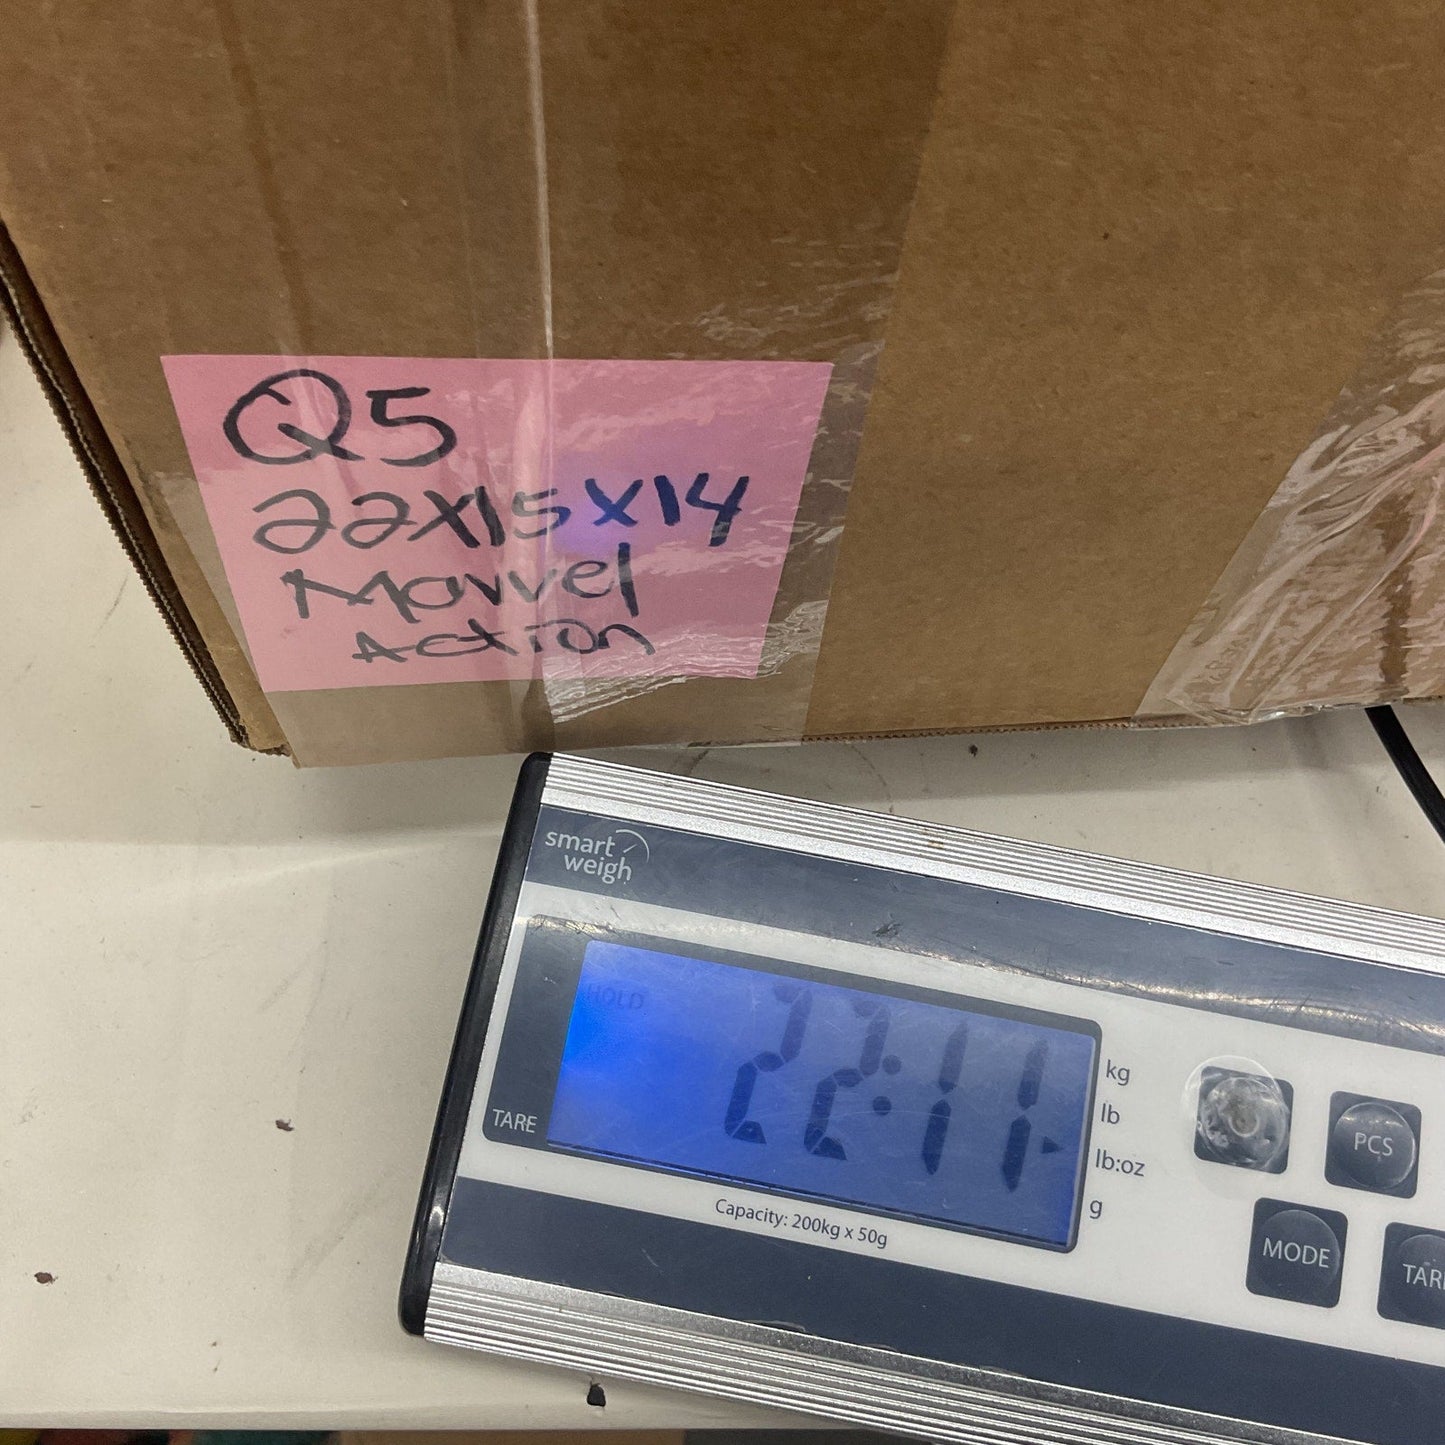 Q5
22X15X14
Marvel
Action
smart
weigh
HOLD
22:11
TARE
kg
lb
lb:oz
g
Capacity: 200kg x 50g
PCS
MODE
TAR